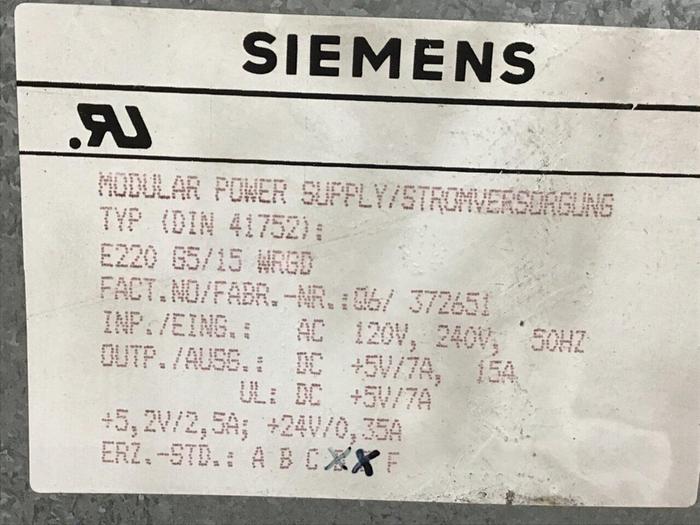 SIEMENS
MODULAR POWER SUPPLY/STROMVERSORGUNG
TYP (DIN 41752):
E220 G5/15 WRGD
FACT.NO/FABR.-NR.:Q6/ 372651
INP./EING.: AC 120V, 240V, 50HZ
OUTP./AUSG.: DC +5V/7A, 15A
UL: DC +5V/7A
+5,2V/2,5A; +24V/0,35A
ERZ.-STD.: A B C F